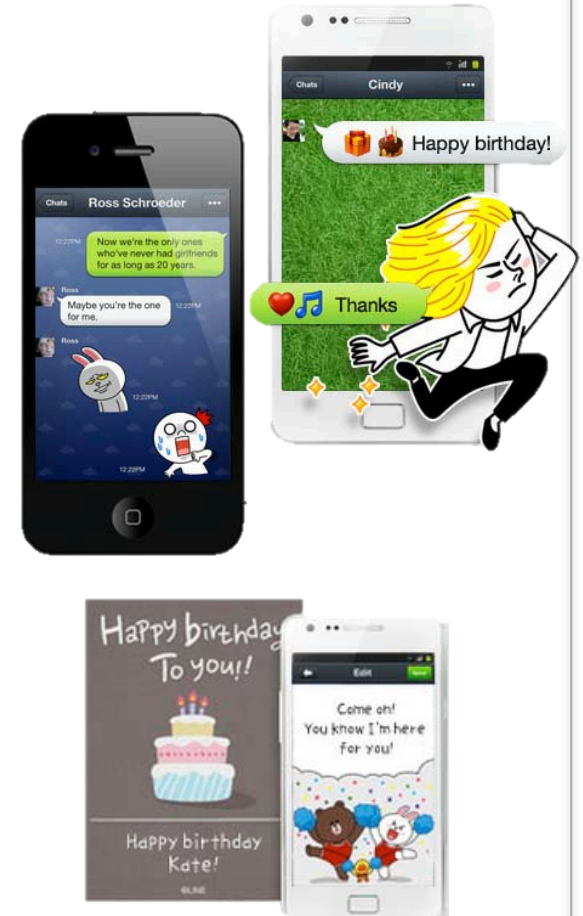 Chats Cindy
Happy birthday!
Thanks
Chats Ross Schroeder
12:22PM
Now we're the only ones
who've never had girlfriends
for as long as 20 years.
Ross
Maybe you're the one
for me.
12:22PM
Ross
12:22PM
12:22PM
Happy birthday
To you!!
Happy birthday
Kate!
©LINE
Edit
Come on!
You know I'm here
for you!